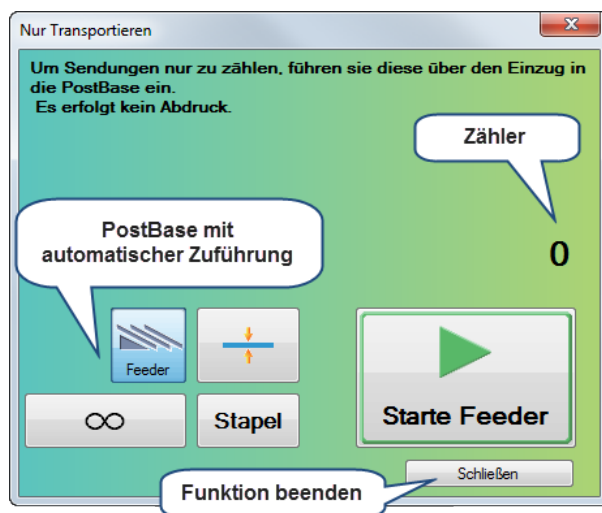 Nur Transportieren
Um Sendungen nur zu zählen, führen sie diese über den Einzug in
die PostBase ein.
Es erfolgt kein Abdruck.
Zähler
PostBase mit
automatischer Zuführung
0
Feeder
∞
Stapel
Starte Feeder
Schließen
Funktion beenden